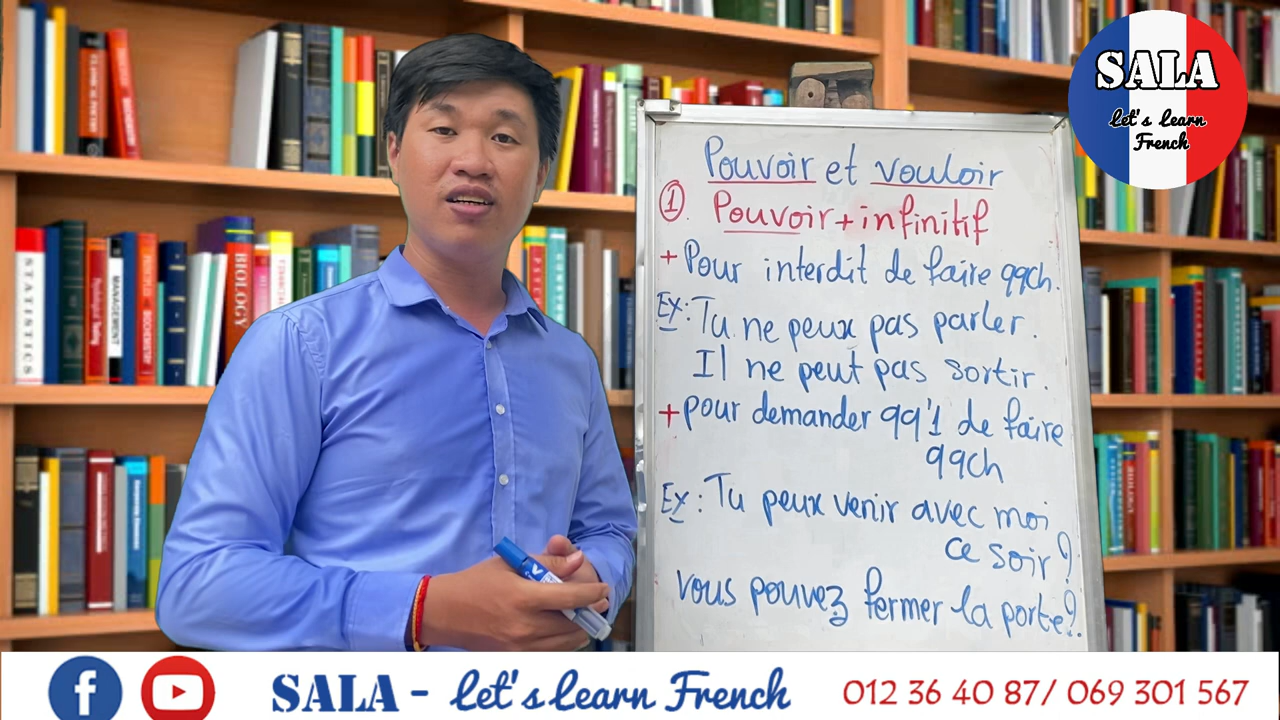 SALA
Let's Learn
French
Pouvoir et vouloir
1. Pouvoir + infinitif
+ Pour interdit de faire qqch.
Ex: Tu ne peux pas parler.
Il ne peut pas sortir.
+ pour demander qq'1 de faire
qqch
Ex: Tu peux venir avec moi
ce soir?
vous pouvez fermer la porte?
STATISTICS
MANAGEMENT
BIOLOGY
SALA - Let's Learn French
012 36 40 87/ 069 301 567